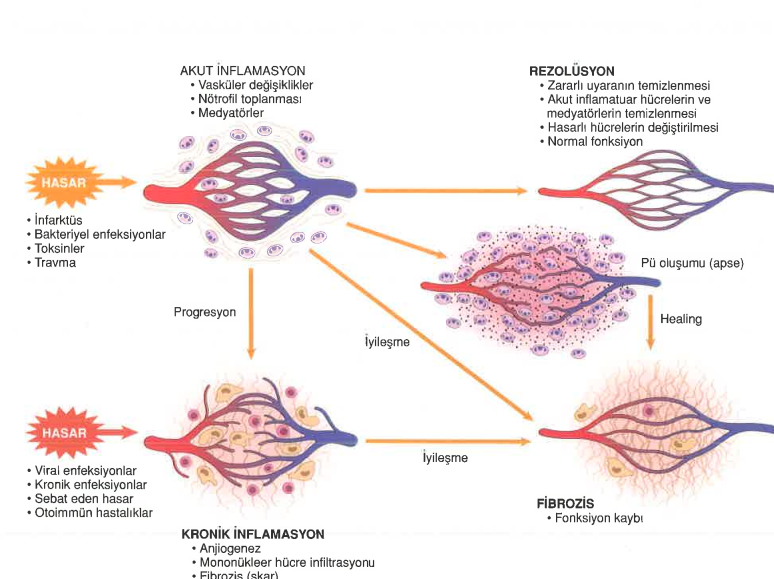 AKUT İNFLAMASYON
• Vasküler değişiklikler
• Nötrofil toplanması
• Medyatörler
REZOLÜSYON
• Zararlı uyaranın temizlenmesi
• Akut inflamatuar hücrelerin ve
medyatörlerin temizlenmesi
• Hasarlı hücrelerin değiştirilmesi
• Normal fonksiyon
HASAR
• İnfarktüs
• Bakteriyel enfeksiyonlar
• Toksinler
• Travma
Pü oluşumu (apse)
Progresyon
Healing
İyileşme
HASAR
• Viral enfeksiyonlar
• Kronik enfeksiyonlar
• Sebat eden hasar
• Otoimmün hastalıklar
İyileşme
FİBROZİS
• Fonksiyon kaybı
KRONİK İNFLAMASYON
• Anjiogenez
• Mononükleer hücre infiltrasyonu
• Fibrozis (skar)